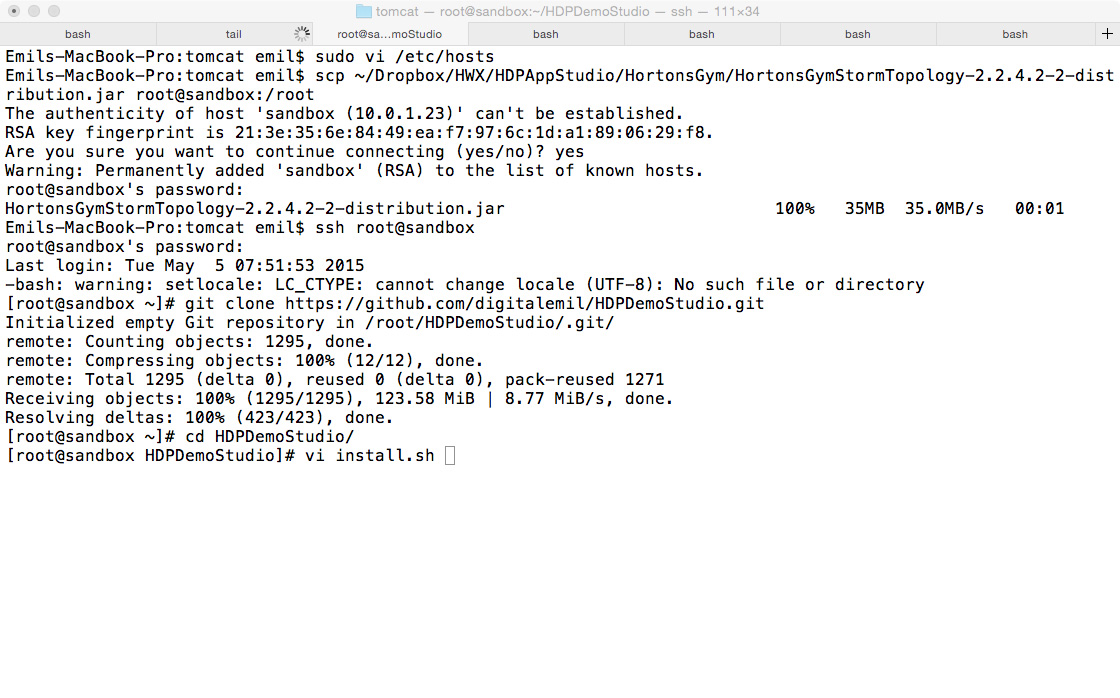 tomcat — root@sandbox:~/HDPDemoStudio — ssh — 111×34
bash
tail
root@sa...moStudio
bash
bash
bash
bash
+
Emils-MacBook-Pro:tomcat emil$ sudo vi /etc/hosts
Emils-MacBook-Pro:tomcat emil$ scp ~/Dropbox/HWX/HDPAppStudio/HortonsGym/HortonsGymStormTopology-2.2.4.2-2-dist
ribution.jar root@sandbox:/root
The authenticity of host 'sandbox (10.0.1.23)' can't be established.
RSA key fingerprint is 21:3e:35:6e:84:49:ea:f7:97:6c:1d:a1:89:06:29:f8.
Are you sure you want to continue connecting (yes/no)? yes
Warning: Permanently added 'sandbox' (RSA) to the list of known hosts.
root@sandbox's password:
HortonsGymStormTopology-2.2.4.2-2-distribution.jar 100% 35MB 35.0MB/s 00:01
Emils-MacBook-Pro:tomcat emil$ ssh root@sandbox
root@sandbox's password:
Last login: Tue May  5 07:51:53 2015
-bash: warning: setlocale: LC_CTYPE: cannot change locale (UTF-8): No such file or directory
[root@sandbox ~]# git clone https://github.com/digitalemil/HDPDemoStudio.git
Initialized empty Git repository in /root/HDPDemoStudio/.git/
remote: Counting objects: 1295, done.
remote: Compressing objects: 100% (12/12), done.
remote: Total 1295 (delta 0), reused 0 (delta 0), pack-reused 1271
Receiving objects: 100% (1295/1295), 123.58 MiB | 8.77 MiB/s, done.
Resolving deltas: 100% (423/423), done.
[root@sandbox ~]# cd HDPDemoStudio/
[root@sandbox HDPDemoStudio]# vi install.sh